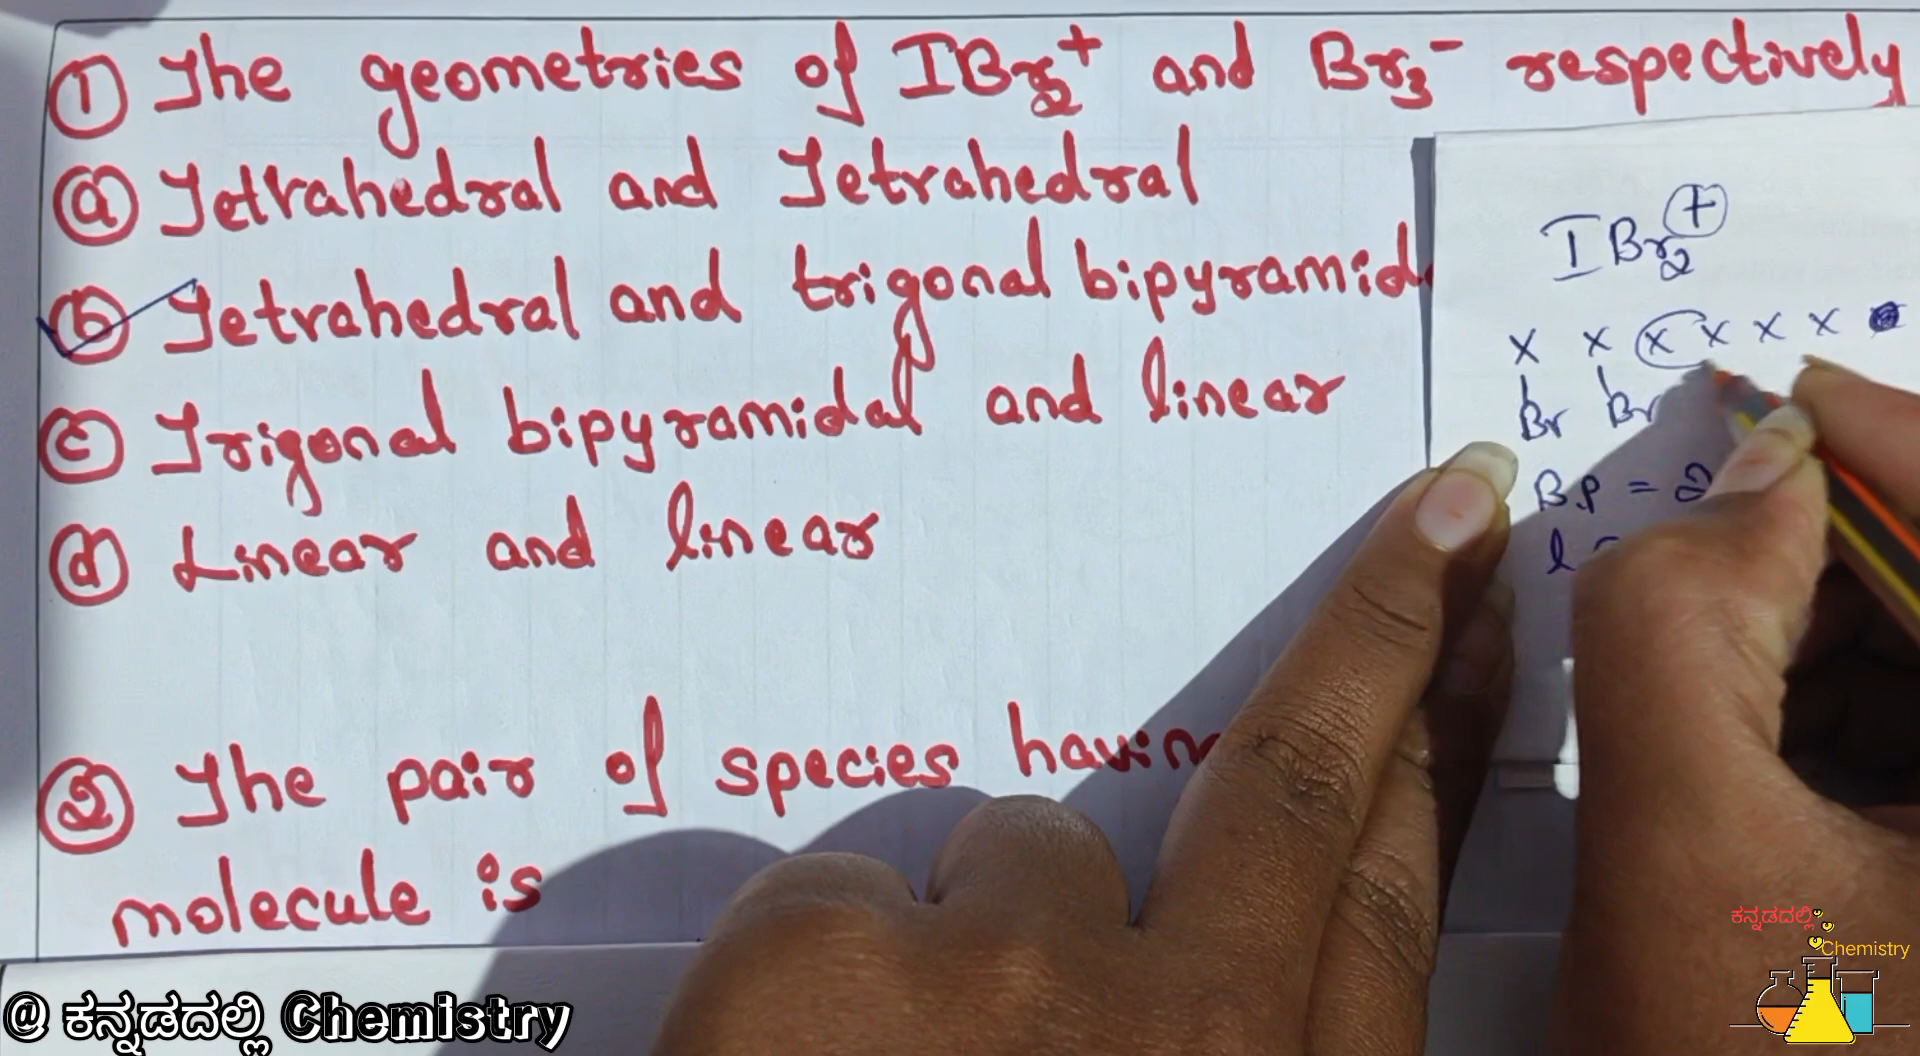 ① The geometries of IBr₂⁺ and Br₃⁻ respectively
ⓐ Tetrahedral and Tetrahedral
ⓑ Tetrahedral and trigonal bipyramid
ⓒ Trigonal bipyramidal and linear
ⓓ Linear and linear
② The pair of species havin
molecule is
IBr₂⁺
x x x x x x
Br Br
B.P = 2
l
ಕನ್ನಡದಲ್ಲಿ
Chemistry
@ ಕನ್ನಡದಲ್ಲಿ Chemistry